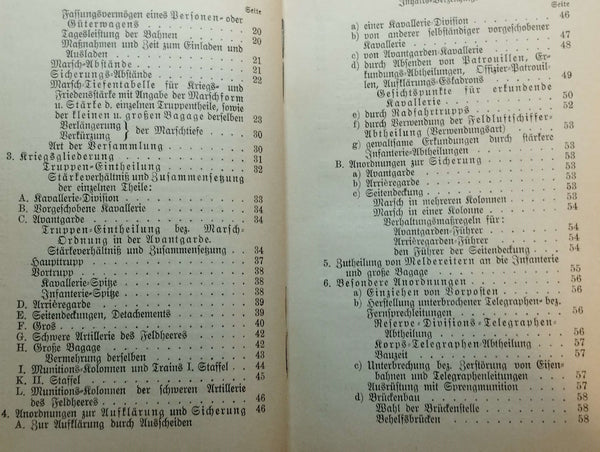 Seite
Fassungsvermögen eines Personen- oder
Güterwagens . . . . . . . . . . 20
Tagesleistung der Bahnen . . . . . 20
Maßnahmen und Zeit zum Einladen und
Ausladen . . . . . . . . . . 21
Marsch-Abstände . . . . . . . . 21
Sicherungs-Abstände . . . . . . . 22
Marsch-Tiefentabelle für Kriegs- und
Friedensstärke mit Angabe der Marschform
u. Stärke d. einzelnen Truppentheile, sowie
der kleinen u. großen Bagage derselben 23
Verlängerung
Verkürzung } der Marschtiefe . . . . 30
Art der Versammlung . . . . . . . 30
3. Kriegsgliederung . . . . . . . . . 31
Truppen-Eintheilung . . . . . . . 32
Stärkeverhältniß und Zusammensetzung
der einzelnen Theile:
A. Kavallerie-Division . . . . . . . . 33
B. Vorgeschobene Kavallerie . . . . . . 34
C. Avantgarde . . . . . . . . . . 34
Truppen-Eintheilung bez. Marsch-
Ordnung in der Avantgarde.
Stärkeverhältniß und Zusammensetzung . 34
Haupttrupp . . . . . . . . . . 37
Vortrupp . . . . . . . . . . 38
Kavallerie-Spitze . . . . . . . . 38
Infanterie-Spitze . . . . . . . . 38
D. Arrièregarde . . . . . . . . . . 39
E. Seitendeckungen, Detachements . . . . 39
F. Gros . . . . . . . . . . . . 40
G. Schwere Artillerie des Feldheeres . . . 41
H. Große Bagage . . . . . . . . . 42
Vermehrung derselben . . . . . . . 43
I. Munitions-Kolonnen und Trains I. Staffel . 44
K. II. Staffel . . . . . . . . . . 45
L. Munitions-Kolonnen der schweren Artillerie
des Feldheeres . . . . . . . . . 46
4. Anordnungen zur Aufklärung und Sicherung 46
A. Zur Aufklärung durch Ausscheiden
Inhalts-Verzeichniß.
Seite
a) einer Kavallerie-Division . . . . . . 46
b) von anderer selbständiger vorgeschobener
Kavallerie . . . . . . . . . . 47
c) von Avantgarden-Kavallerie . . . . . 48
d) durch Absenden von Patrouillen, Er-
kundungs-Abtheilungen, Offizier-Patrouil-
len, Aufklärungs-Eskadrons . . . . . 49
Gesichtspunkte für erkundende
Kavallerie . . . . . . . . . . 50
e) durch Radfahrtrupps . . . . . . . 52
f) durch Verwendung der Feldluftschiffer-
Abtheilung (Verwendungsart) . . . .
g) gewaltsame Erkundungen durch stärkere
Infanterie-Abtheilungen . . . . . .
B. Anordnungen zur Sicherung . . . . . 53
a) Avantgarde . . . . . . . . . . 53
b) Arrièregarde . . . . . . . . . 53
c) Seitendeckung . . . . . . . . . 53
Marsch in mehreren Kolonnen . . . . 53
Marsch in einer Kolonne . . . . . . 54
Verhaltungsmaßregeln für:
Avantgarden-Führer . . . . . . .
Arrièregarden-Führer . . . . . . . 54
den Führer der Seitendeckung . . . . 54
5. Zutheilung von Meldereitern an die Infanterie
und große Bagage . . . . . . . . 55
6. Besondere Anordnungen . . . . . . . 56
a) Einziehen von Vorposten . . . . . . 56
b) Herstellung unterbrochener Telegraphen- bez.
Fernsprechleitungen . . . . . . . . 56
Reserve-Divisions-Telegraphen-
Abtheilung . . . . . . . . . . 56
Korps-Telegraphen-Abtheilung . . . 57
Bauzeit . . . . . . . . . . . 57
c) Unterbrechung bez. Zerstörung von Eisen-
bahnen und Telegraphenleitungen . . . 57
Ausrüstung mit Sprengmunition . . . 57
d) Brückenbau . . . . . . . . . . 58
Wahl der Brückenstelle . . . . . . . 58
Behelfsbrücken . . . . . . . . . 58